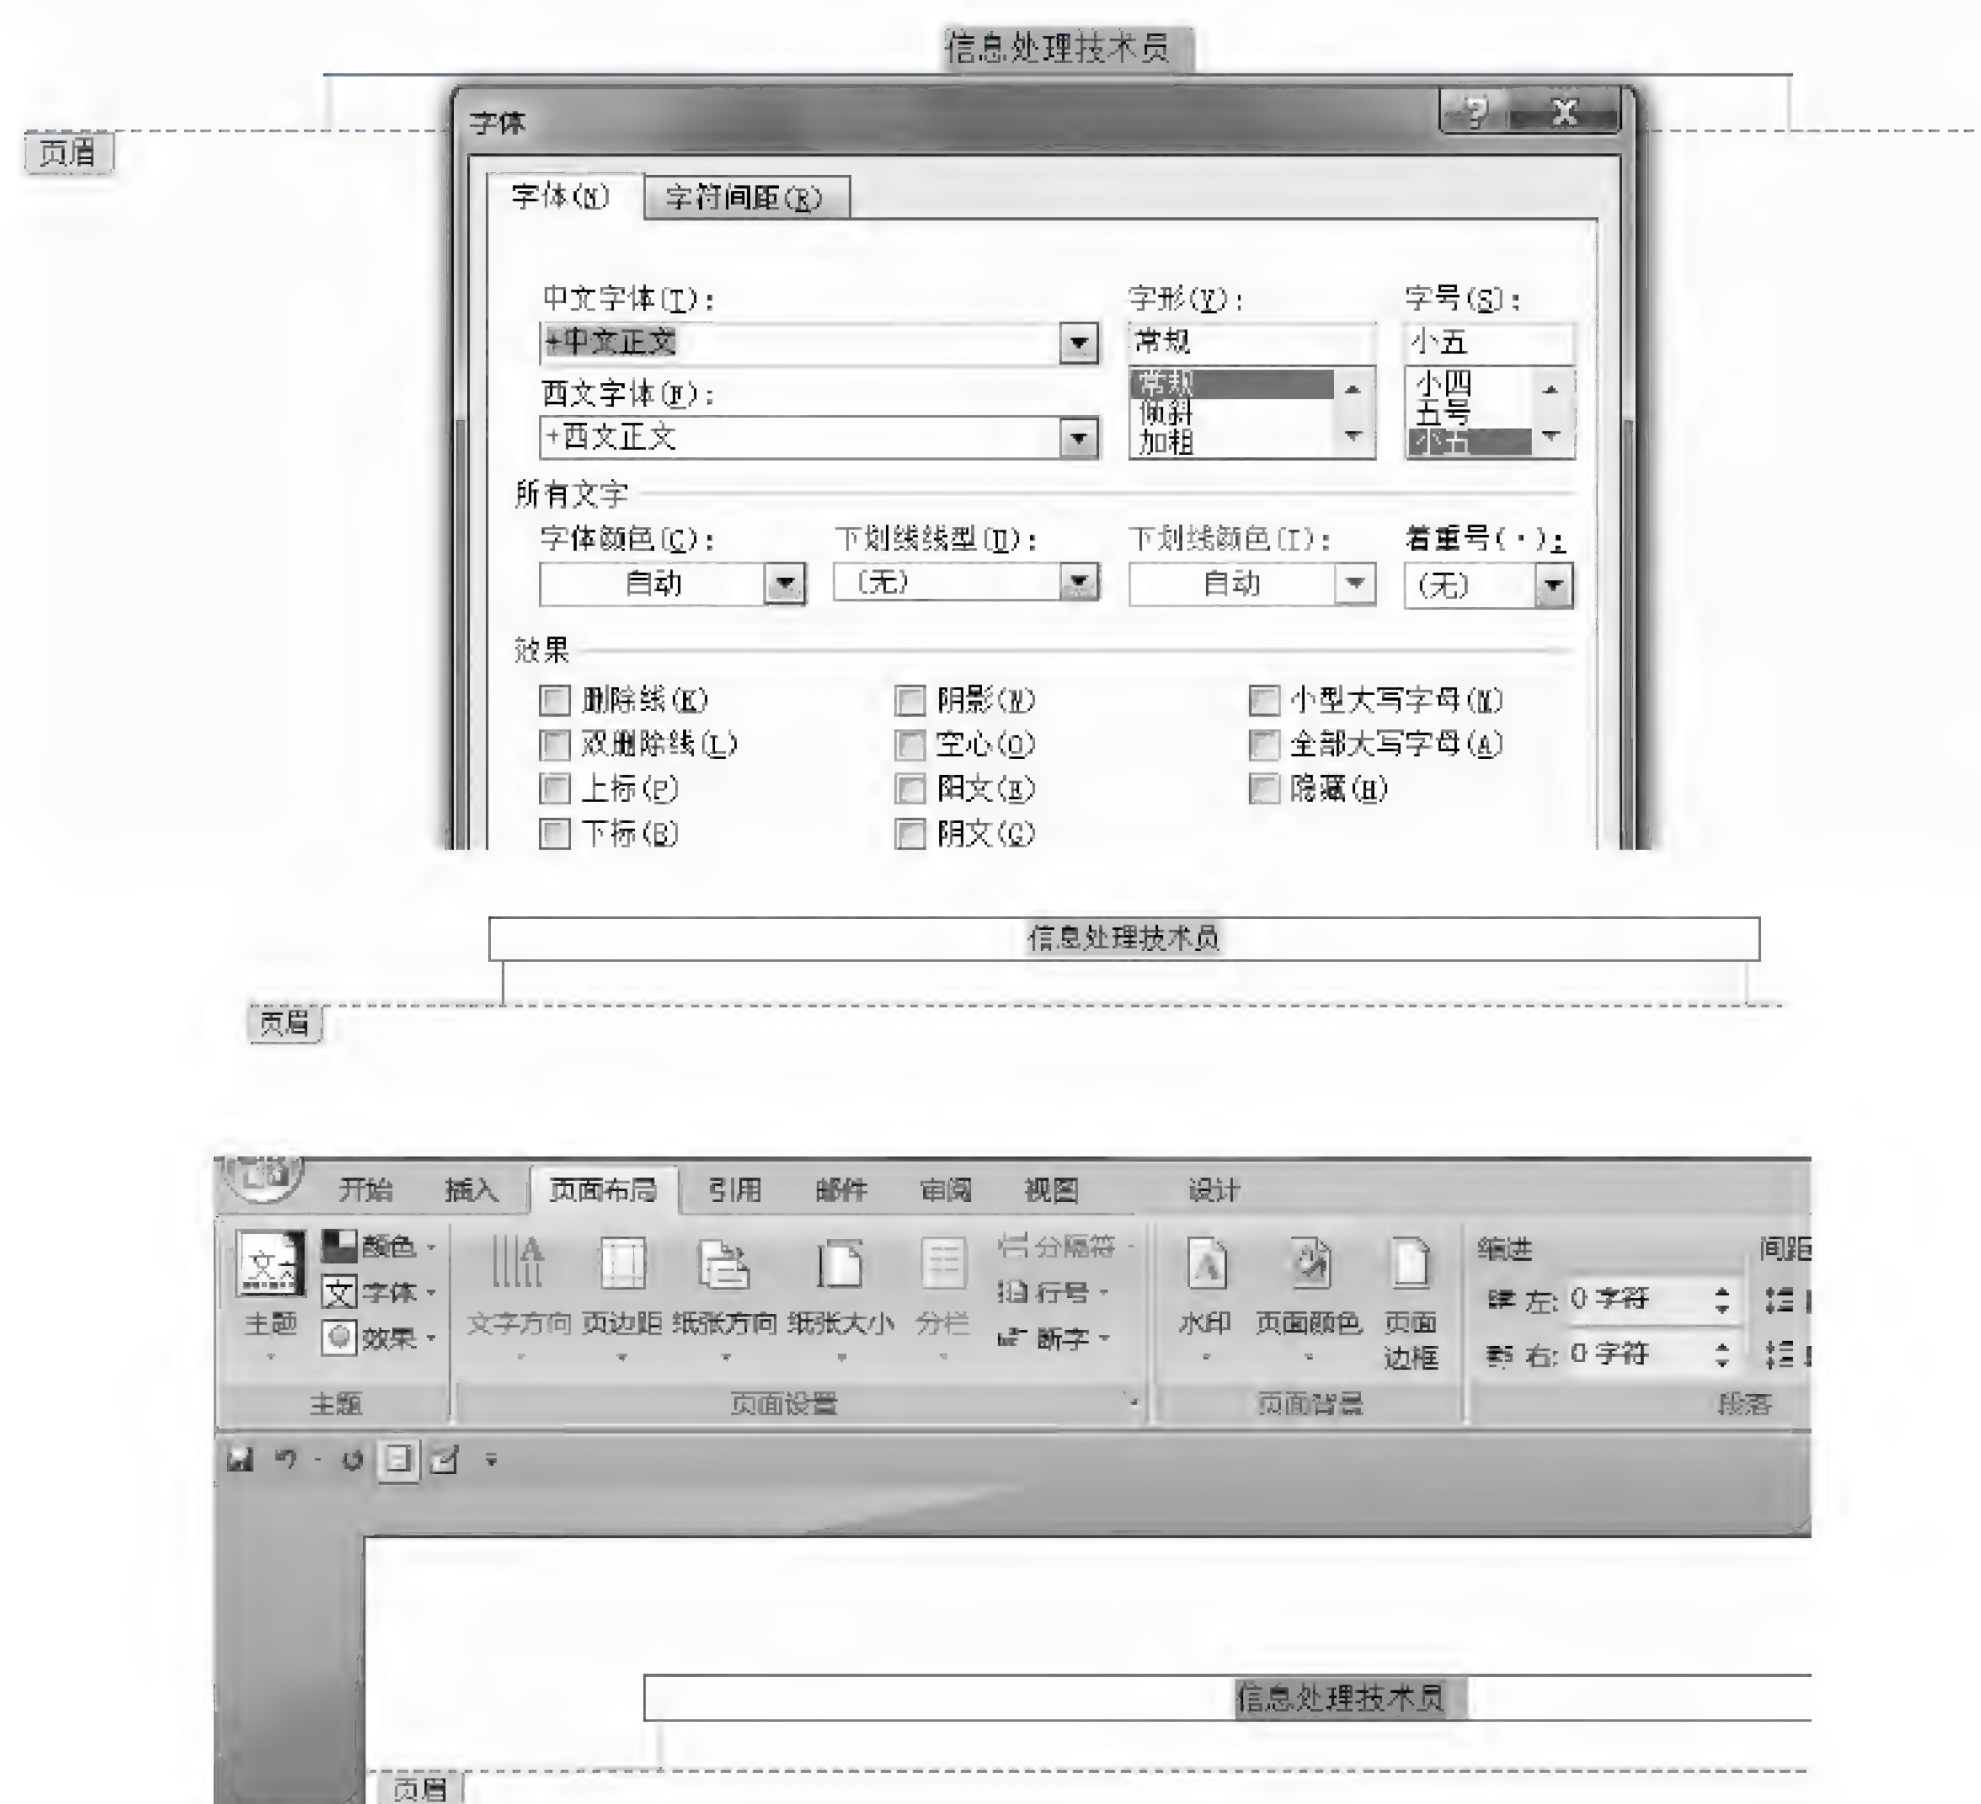 信息处理技术员
字体
页眉
字体(N) 字符间距(R)
中文字体(T): 字形(Y): 字号(S):
+中文正文 常规 小五
西文字体(F): 常规 小四
倾斜 五号
+西文正文 加粗 小五
所有文字
字体颜色(C): 下划线线型(U): 下划线颜色(I): 着重号(·):
自动 (无) 自动 (无)
效果
删除线(K) 阴影(W) 小型大写字母(M)
双删除线(L) 空心(O) 全部大写字母(A)
上标(P) 阳文(E) 隐藏(H)
下标(B) 阴文(G)
信息处理技术员
页眉
开始 插入 页面布局 引用 邮件 审阅 视图 设计
颜色 分隔符 缩进 间距
字体 行号 左: 0 字符
主题 文字方向 页边距 纸张方向 纸张大小 分栏 水印 页面颜色 页面边框
效果 断字 右: 0 字符
主题 页面设置 页面背景 段落
信息处理技术员
页眉